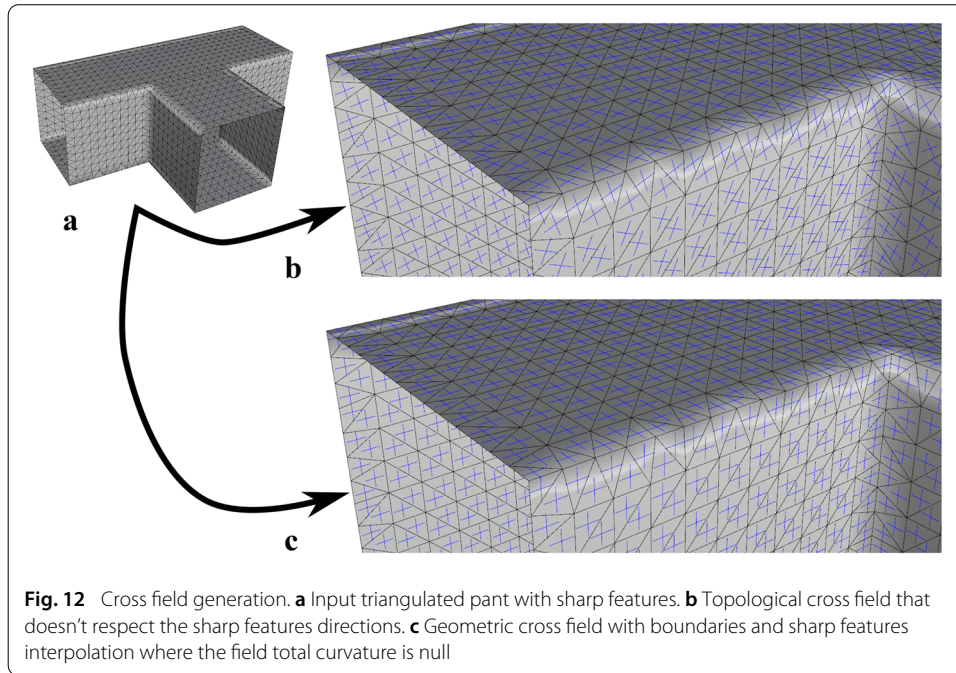 a
b
c
Fig. 12 Cross field generation. a Input triangulated pant with sharp features. b Topological cross field that
doesn't respect the sharp features directions. c Geometric cross field with boundaries and sharp features
interpolation where the field total curvature is null